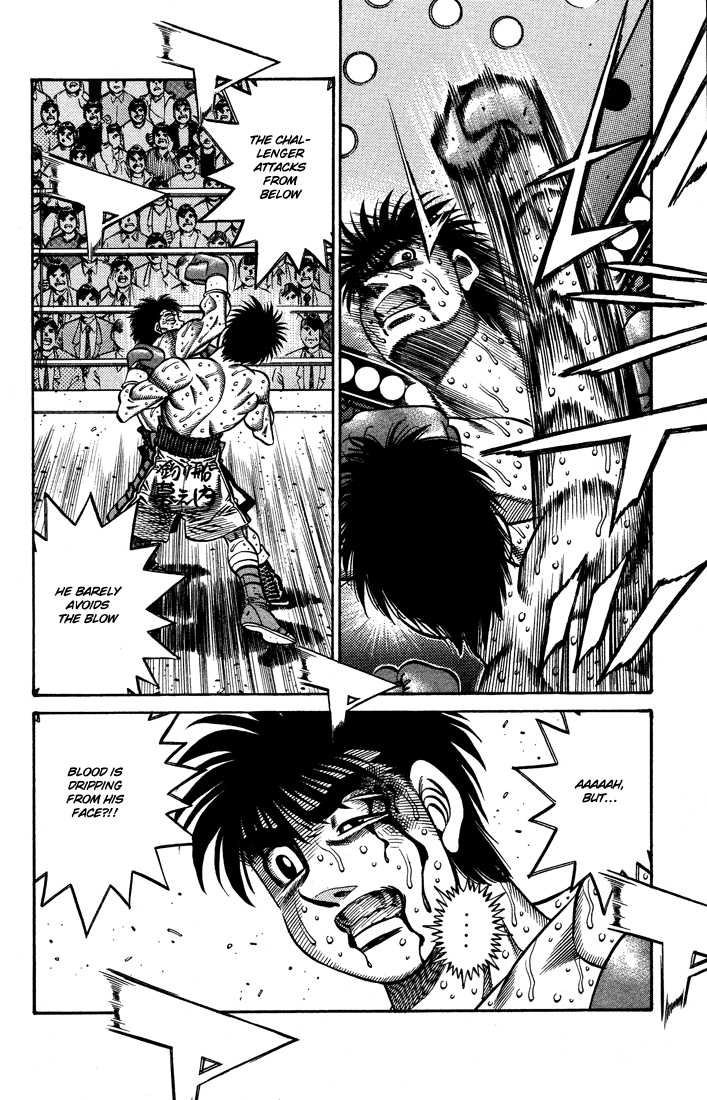 THE CHAL-
LENGER
ATTACKS
FROM
BELOW
HE BARELY
AVOIDS
THE BLOW
AAAAAH,
BUT...
BLOOD IS
DRIPPING
FROM HIS
FACE?!!
...